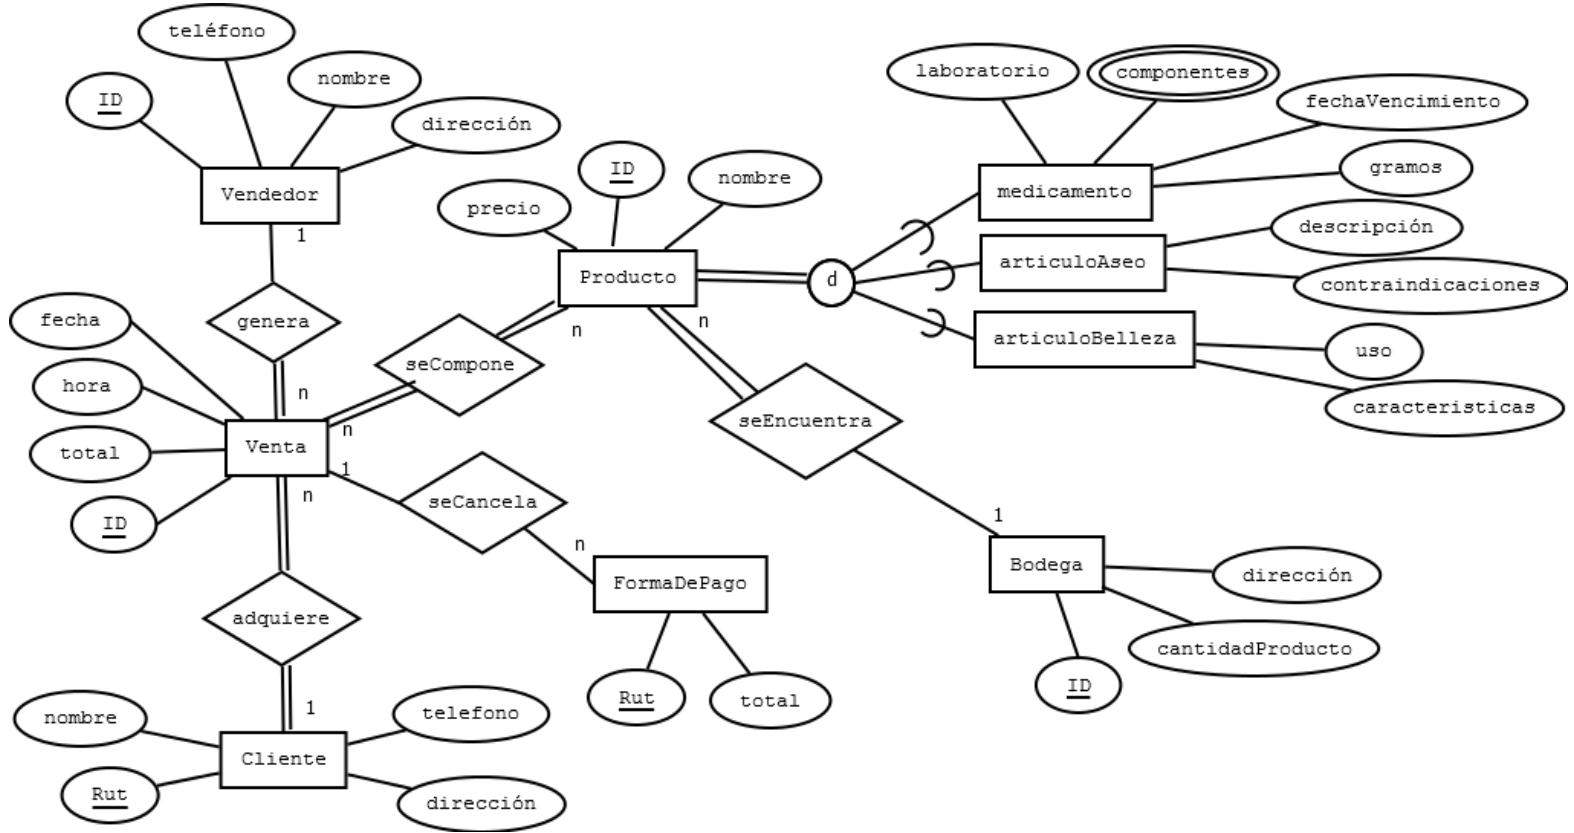 teléfono
nombre
ID
dirección
Vendedor
1
genera
n
fecha
hora
total
ID
Venta
n
1
n
seCompone
n
precio
ID
nombre
Producto
n
d
laboratorio
componentes
fechaVencimiento
gramos
medicamento
descripción
articuloAseo
contraindicaciones
articuloBelleza
uso
caracteristicas
seEncuentra
1
Bodega
dirección
cantidadProducto
ID
seCancela
n
FormaDePago
Rut
total
adquiere
1
nombre
telefono
Cliente
Rut
dirección